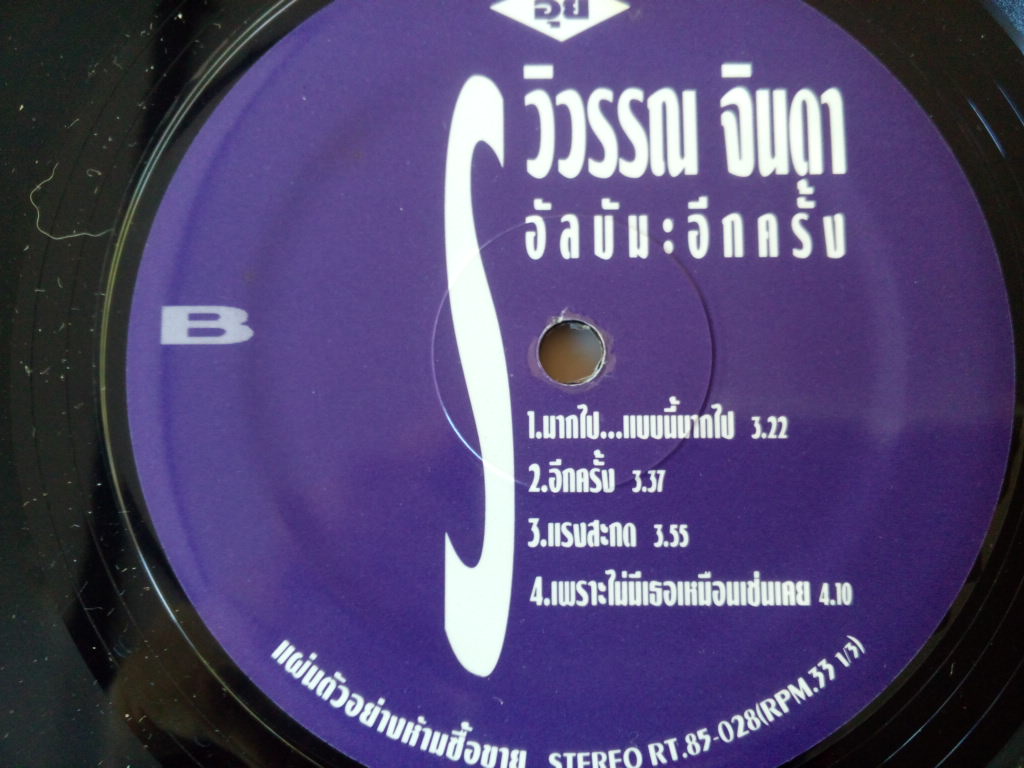 วิวรรณ จินดา
อัลบัม:อีกครั้ง
B
1.มากไป...แบบนี้มากไป 3.22
2.อีกครั้ง 3.37
3.แรงสะกด 3.55
4.เพราะไม่มีเธอเหมือนเช่นเคย 4.10
แผ่นตัวอย่างห้ามซื้อขาย STEREO RT.85-028(RPM.33 1/3)